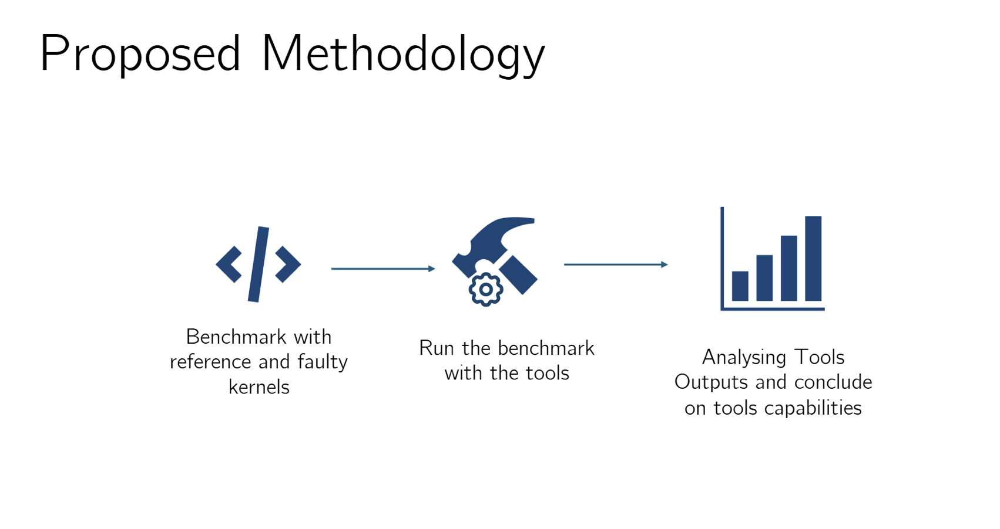 Proposed Methodology
Benchmark with
reference and faulty
kernels
Run the benchmark
with the tools
Analysing Tools
Outputs and conclude
on tools capabilities